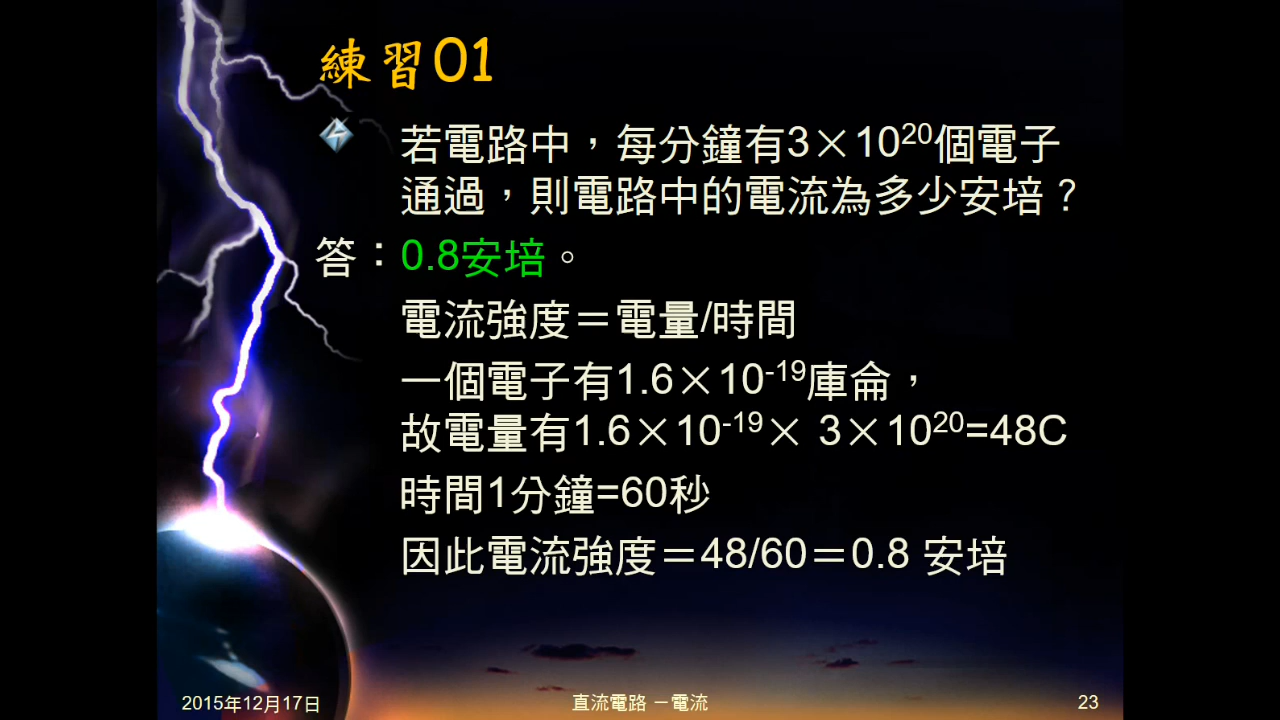 練習01
若電路中，每分鐘有3×10²⁰個電子
通過，則電路中的電流為多少安培？
答：0.8安培。
電流強度＝電量/時間
一個電子有1.6×10⁻¹⁹庫侖，
故電量有1.6×10⁻¹⁹× 3×10²⁰=48C
時間1分鐘=60秒
因此電流強度＝48/60＝0.8 安培
2015年12月17日
直流電路 －電流
23